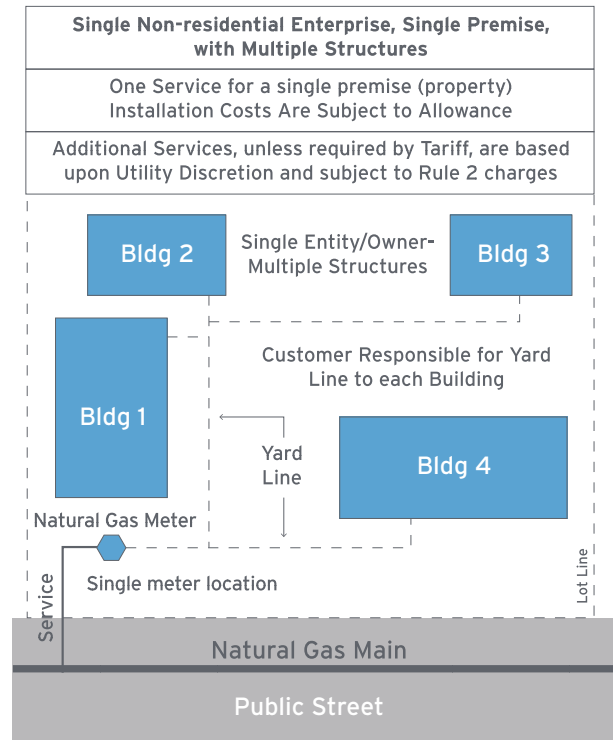 Single Non-residential Enterprise, Single Premise,
with Multiple Structures
One Service for a single premise (property)
Installation Costs Are Subject to Allowance
Additional Services, unless required by Tariff, are based
upon Utility Discretion and subject to Rule 2 charges
Bldg 2
Single Entity/Owner-
Multiple Structures
Bldg 3
Customer Responsible for Yard
Line to each Building
Bldg 1
Yard
Line
Bldg 4
Natural Gas Meter
Single meter location
Service
Lot Line
Natural Gas Main
Public Street